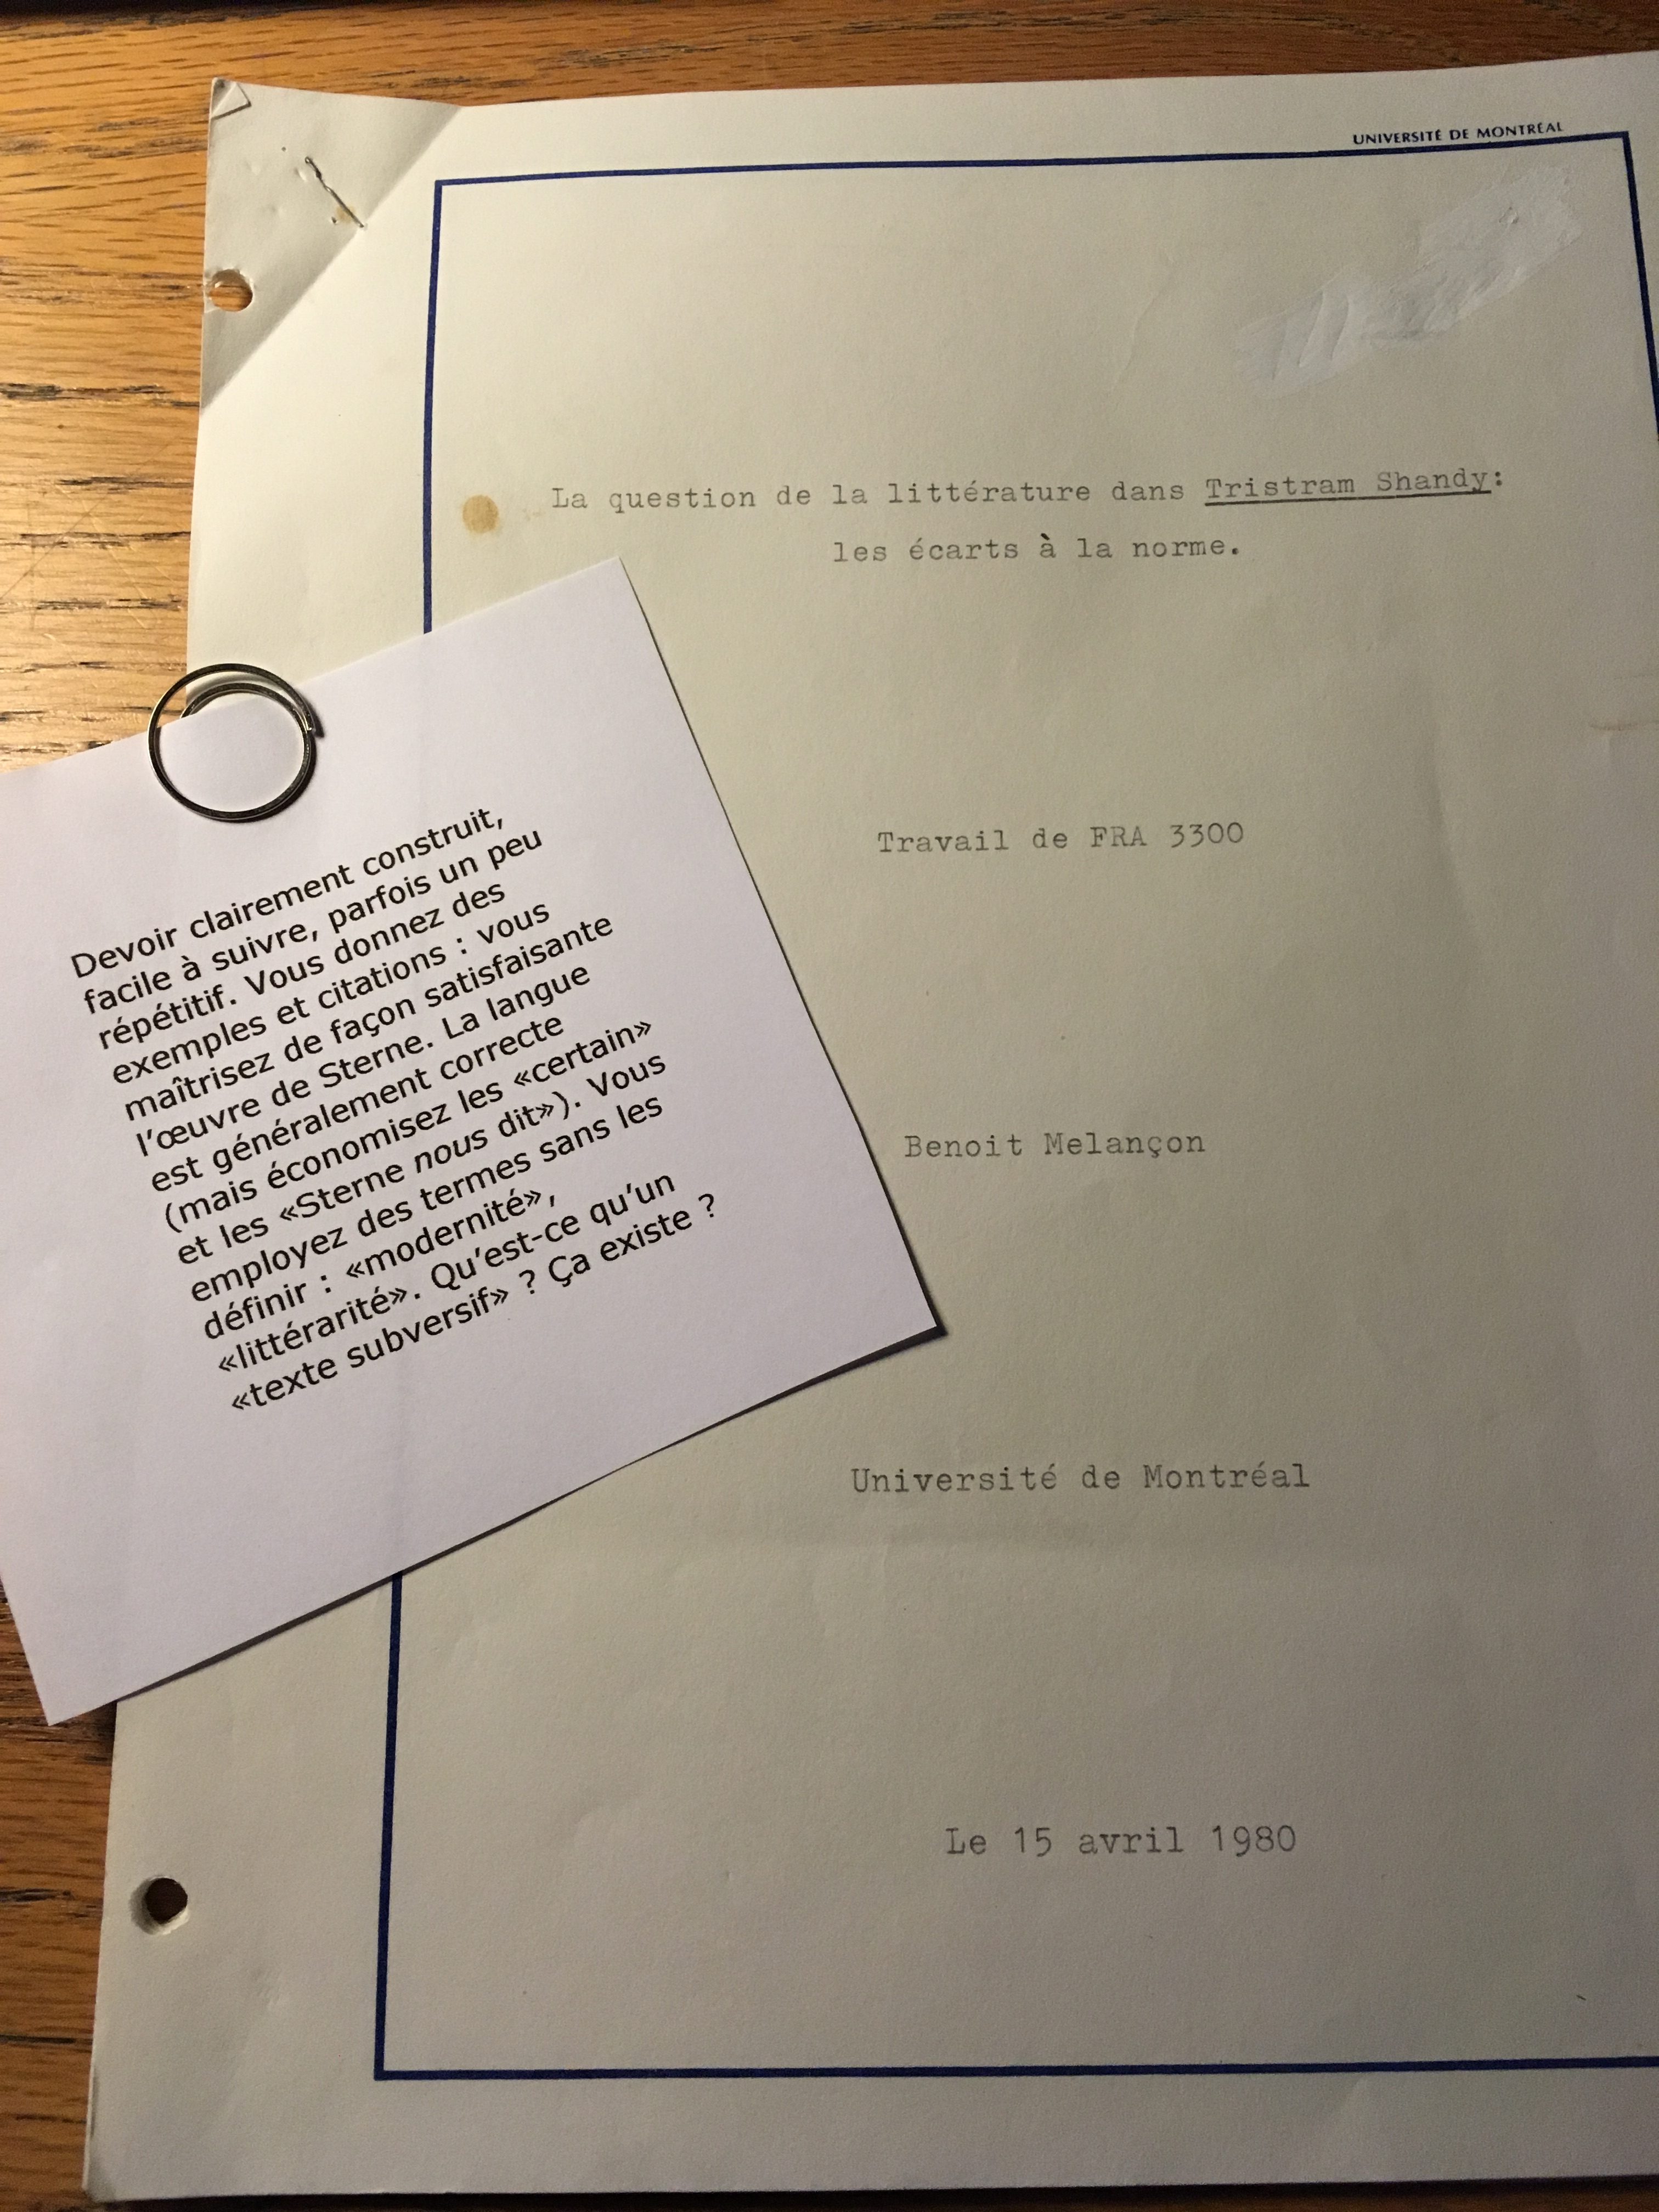 UNIVERSITÉ DE MONTRÉAL
La question de la littérature dans Tristram Shandy:
les écarts à la norme.
Travail de FRA 3300
Benoit Melançon
Université de Montréal
Le 15 avril 1980
Devoir clairement construit,
facile à suivre, parfois un peu
répétitif. Vous donnez des
exemples et citations : vous
maîtrisez de façon satisfaisante
l'œuvre de Sterne. La langue
est généralement correcte
(mais économisez les «certain»
et les «Sterne nous dit»). Vous
employez des termes sans les
définir : «modernité»,
«littérarité». Qu'est-ce qu'un
«texte subversif» ? Ça existe ?